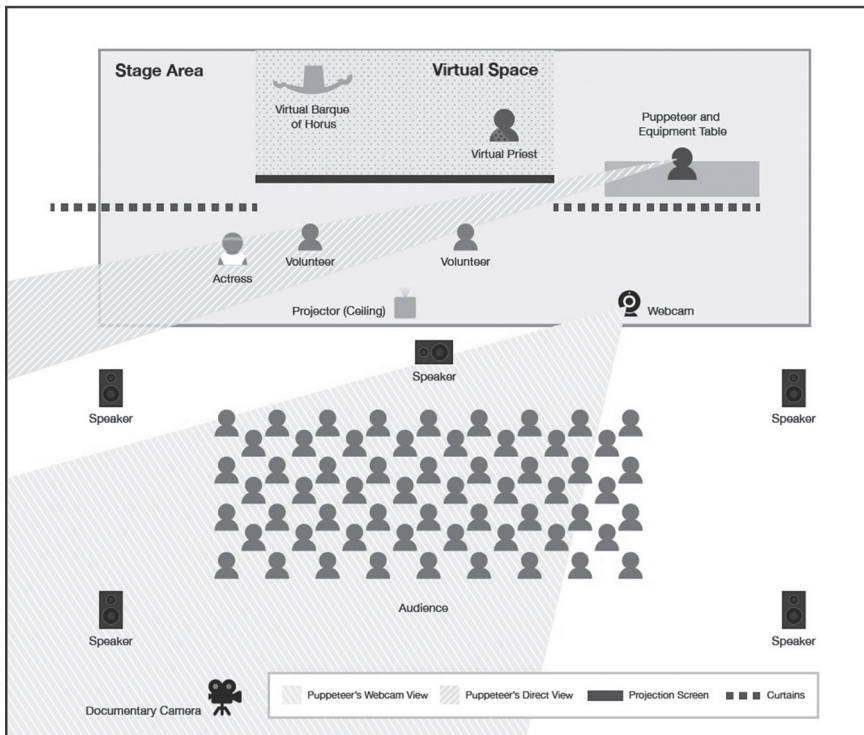 Stage Area
Virtual Space
Virtual Barque
of Horus
Virtual Priest
Puppeteer and
Equipment Table
Actress
Volunteer
Volunteer
Projector (Ceiling)
Webcam
Speaker
Speaker
Speaker
Audience
Speaker
Speaker
Documentary Camera
Puppeteer's Webcam View
Puppeteer's Direct View
Projection Screen
Curtains